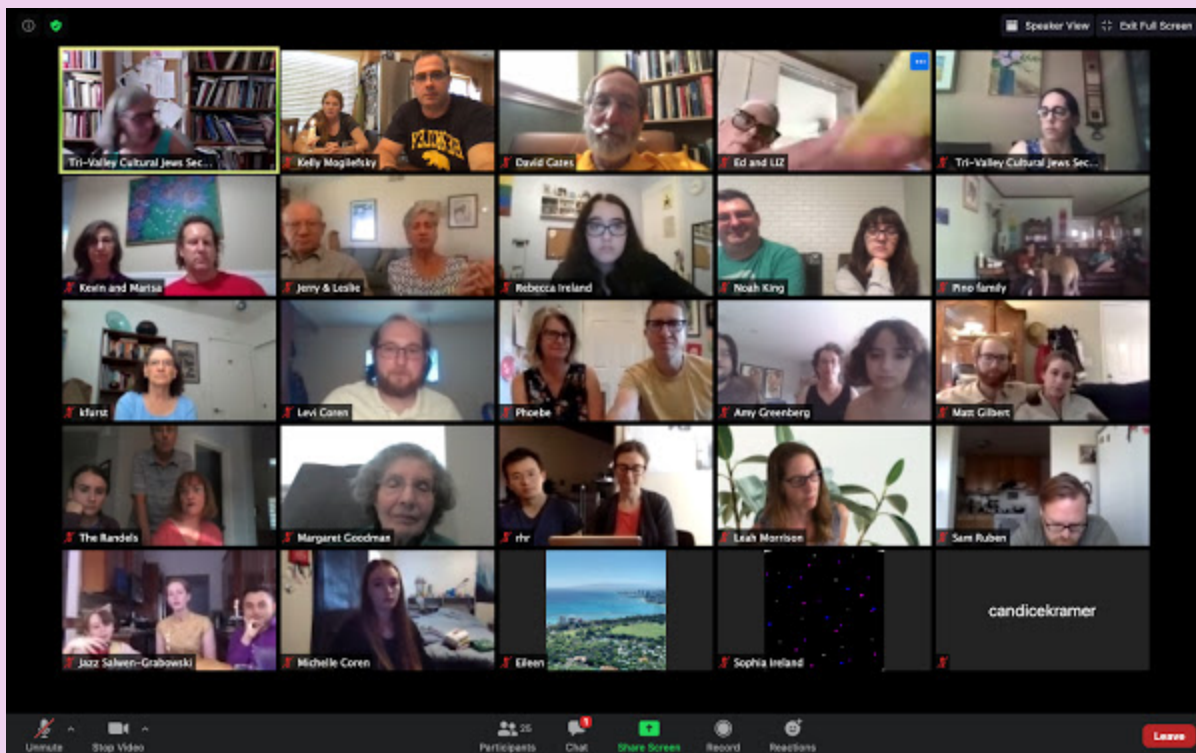 Speaker View
Exit Full Screen
Tri-Valley Cultural Jews Sec...
Kelly Mogilefsky
David Gates
Ed and LIZ
Tri-Valley Cultural Jews Sec...
Kevin and Marisa
Jerry & Leslie
Rebecca Ireland
Noah King
Pino family
kfurst
Levi Coren
Phoebe
Amy Greenberg
Matt Gilbert
The Randels
Margaret Goodman
rhr
Leah Morrison
Sam Ruben
Jazz Salwen-Grabowski
Michelle Coren
Eileen
Sophia Ireland
candicekramer
Unmute
Stop Video
Participants
25
Chat
1
Share Screen
Record
Reactions
Leave